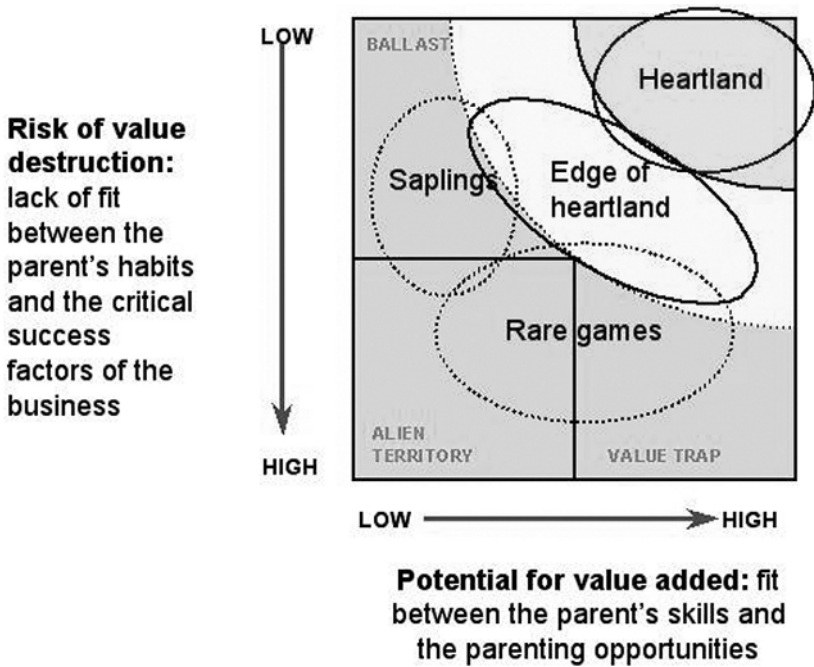 LOW
BALLAST
Heartland
Risk of value
destruction:
lack of fit
between the
parent's habits
and the critical
success
factors of the
business
Saplings
Edge of
heartland
Rare games
ALIEN
TERRITORY
VALUE TRAP
HIGH
LOW
HIGH
Potential for value added: fit
between the parent's skills and
the parenting opportunities